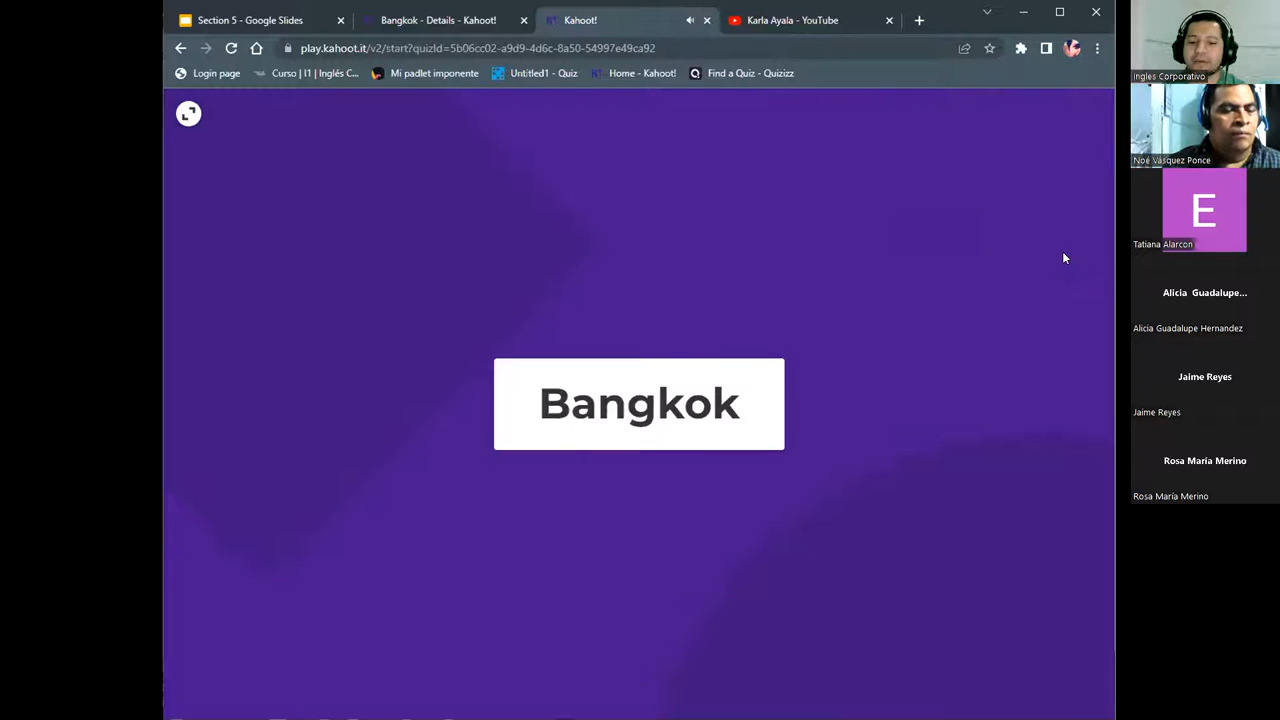 Section 5 - Google Slides
Bangkok - Details - Kahoot!
Kahoot!
Karla Ayala - YouTube
play.kahoot.it/v2/start?quizId=5b06cc02-a9d9-4d6c-8a50-54997e49ca92
Login page
Curso | I1 | Inglés C...
Mi padlet imponente
Untitled1 - Quiz
Home - Kahoot!
Find a Quiz - Quizizz
Bangkok
Ingles Corporativo
Noé Vásquez Ponce
E
Tatiana Alarcon
Alicia Guadalupe...
Alicia Guadalupe Hernandez
Jaime Reyes
Jaime Reyes
Rosa María Merino
Rosa María Merino